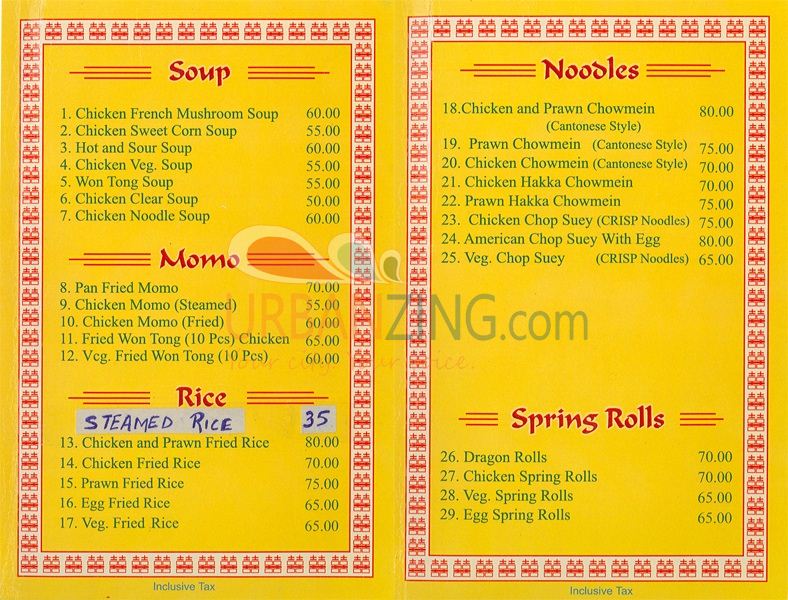 Soup
1. Chicken French Mushroom Soup 60.00
2. Chicken Sweet Corn Soup 55.00
3. Hot and Sour Soup 60.00
4. Chicken Veg. Soup 55.00
5. Won Tong Soup 55.00
6. Chicken Clear Soup 50.00
7. Chicken Noodle Soup 60.00
Momo
8. Pan Fried Momo 70.00
9. Chicken Momo (Steamed) 55.00
10. Chicken Momo (Fried) 60.00
11. Fried Won Tong (10 Pcs) Chicken 65.00
12. Vcg. Fried Won Tong (10 Pcs) 60.00
Rice
STEAMED RICE 35
13. Chicken and Prawn Fried Rice 80.00
14. Chicken Fried Rice 70.00
15. Prawn Fried Rice 75.00
16. Egg Fried Rice 65.00
17. Veg. Fried Rice 65.00
Inclusive Tax
Noodles
18.Chicken and Prawn Chowmein 80.00
(Cantonese Style)
19. Prawn Chowmein (Cantonese Style) 75.00
20. Chicken Chowmein (Cantonese Style) 70.00
21. Chicken Hakka Chowmein 70.00
22. Prawn Hakka Chowmein 75.00
23. Chicken Chop Suey (CRISP Noodles) 75.00
24. American Chop Suey With Egg 80.00
25. Veg. Chop Suey (CRISP Noodles) 65.00
Spring Rolls
26. Dragon Rolls 70.00
27. Chicken Spring Rolls 70.00
28. Veg. Spring Rolls 65.00
29. Egg Spring Rolls 65.00
Inclusive Tax
URBANZING.com
Your city. Your voice.